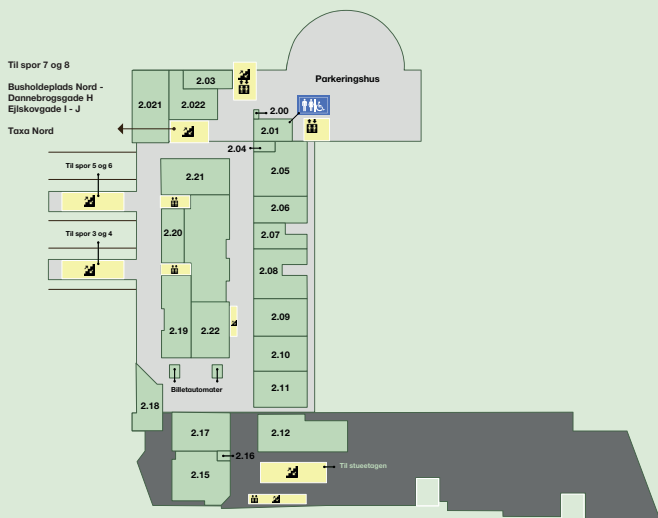 Til spor 7 og 8
Busholdeplads Nord -
Dannebrogsgade H
Ejlskovgade I - J
Taxa Nord
Parkeringshus
2.03
2.021
2.022
2.00
2.01
2.04
Til spor 5 og 6
2.21
2.05
2.06
Til spor 3 og 4
2.20
2.07
2.08
2.19
2.22
2.09
2.10
2.11
Billetautomater
2.18
2.17
2.12
2.16
2.15
Til stueetagen